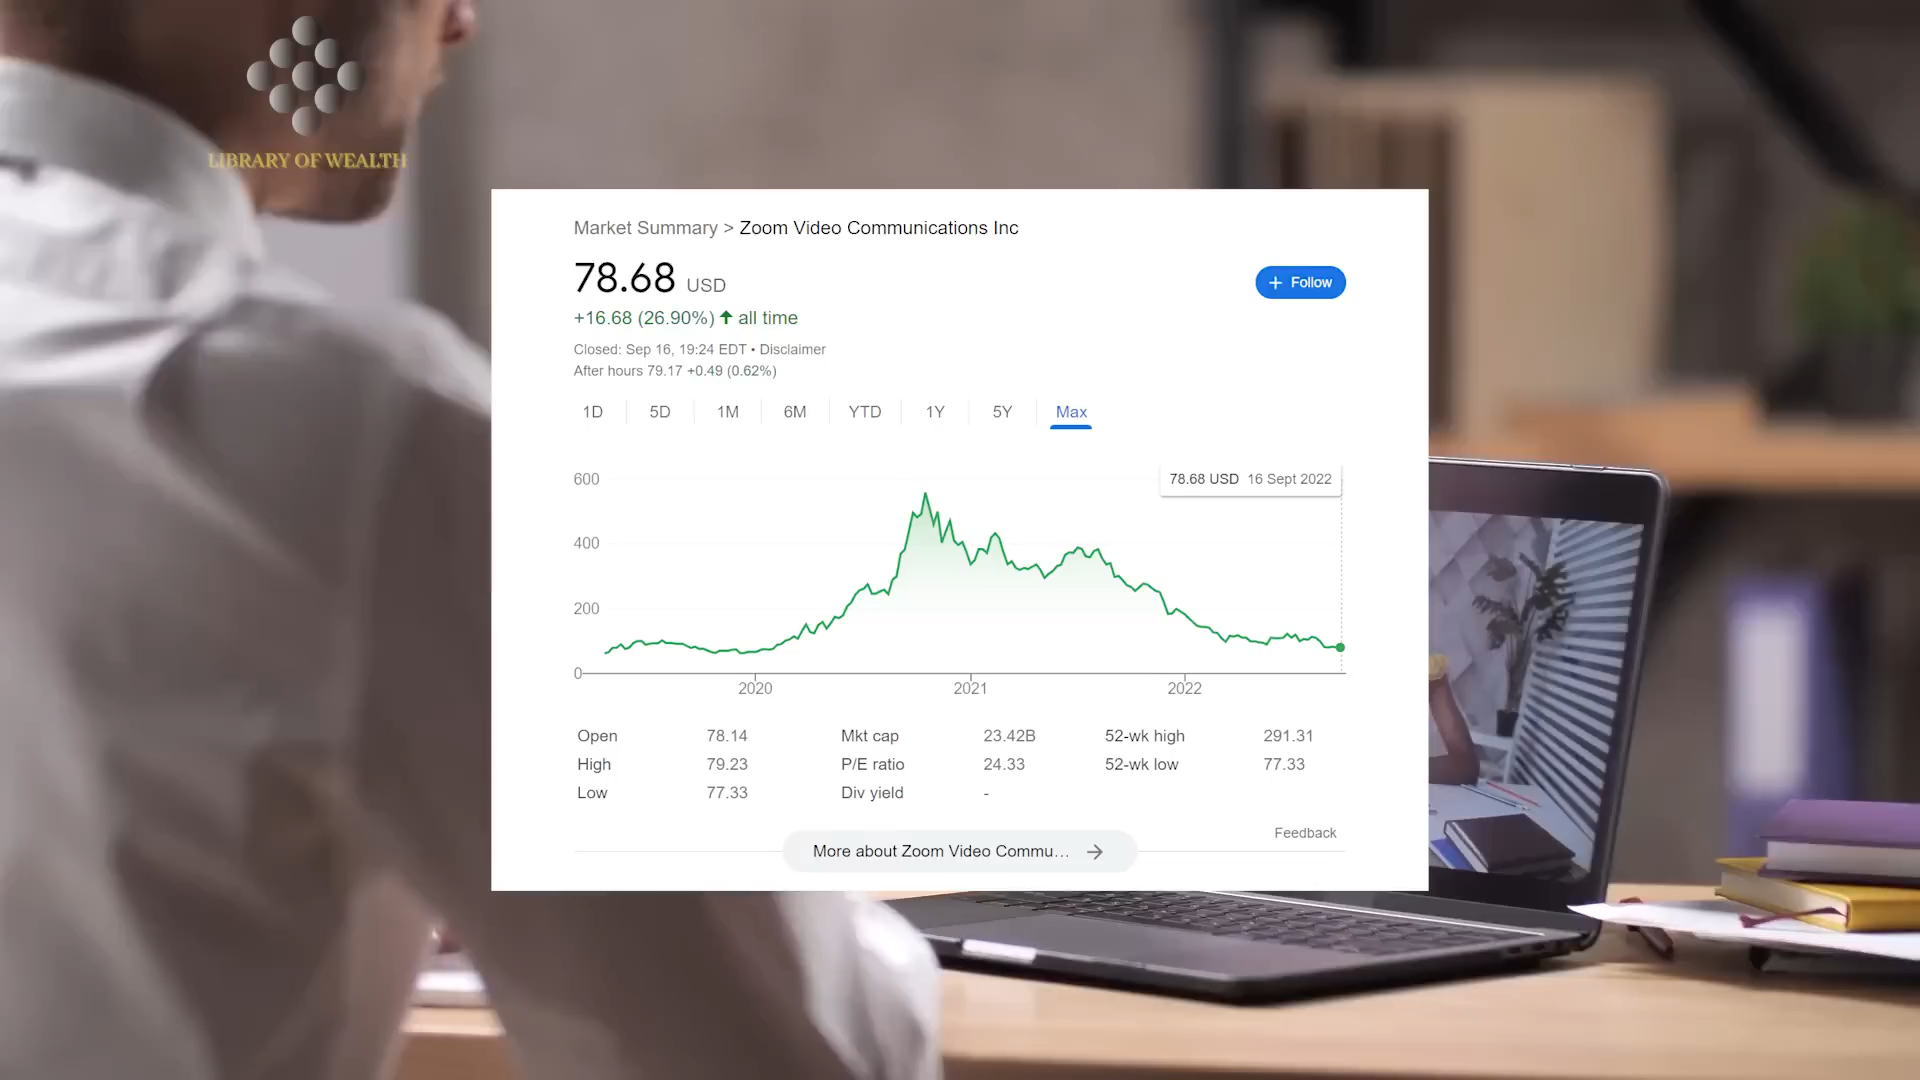 LIBRARY OF WEALTH
Market Summary > Zoom Video Communications Inc
78.68 USD
+ Follow
+16.68 (26.90%) ↑ all time
Closed: Sep 16, 19:24 EDT • Disclaimer
After hours 79.17 +0.49 (0.62%)
1D 5D 1M 6M YTD 1Y 5Y Max
78.68 USD 16 Sept 2022
600
400
200
0
2020 2021 2022
Open 78.14 Mkt cap 23.42B 52-wk high 291.31
High 79.23 P/E ratio 24.33 52-wk low 77.33
Low 77.33 Div yield -
Feedback
More about Zoom Video Commu... →